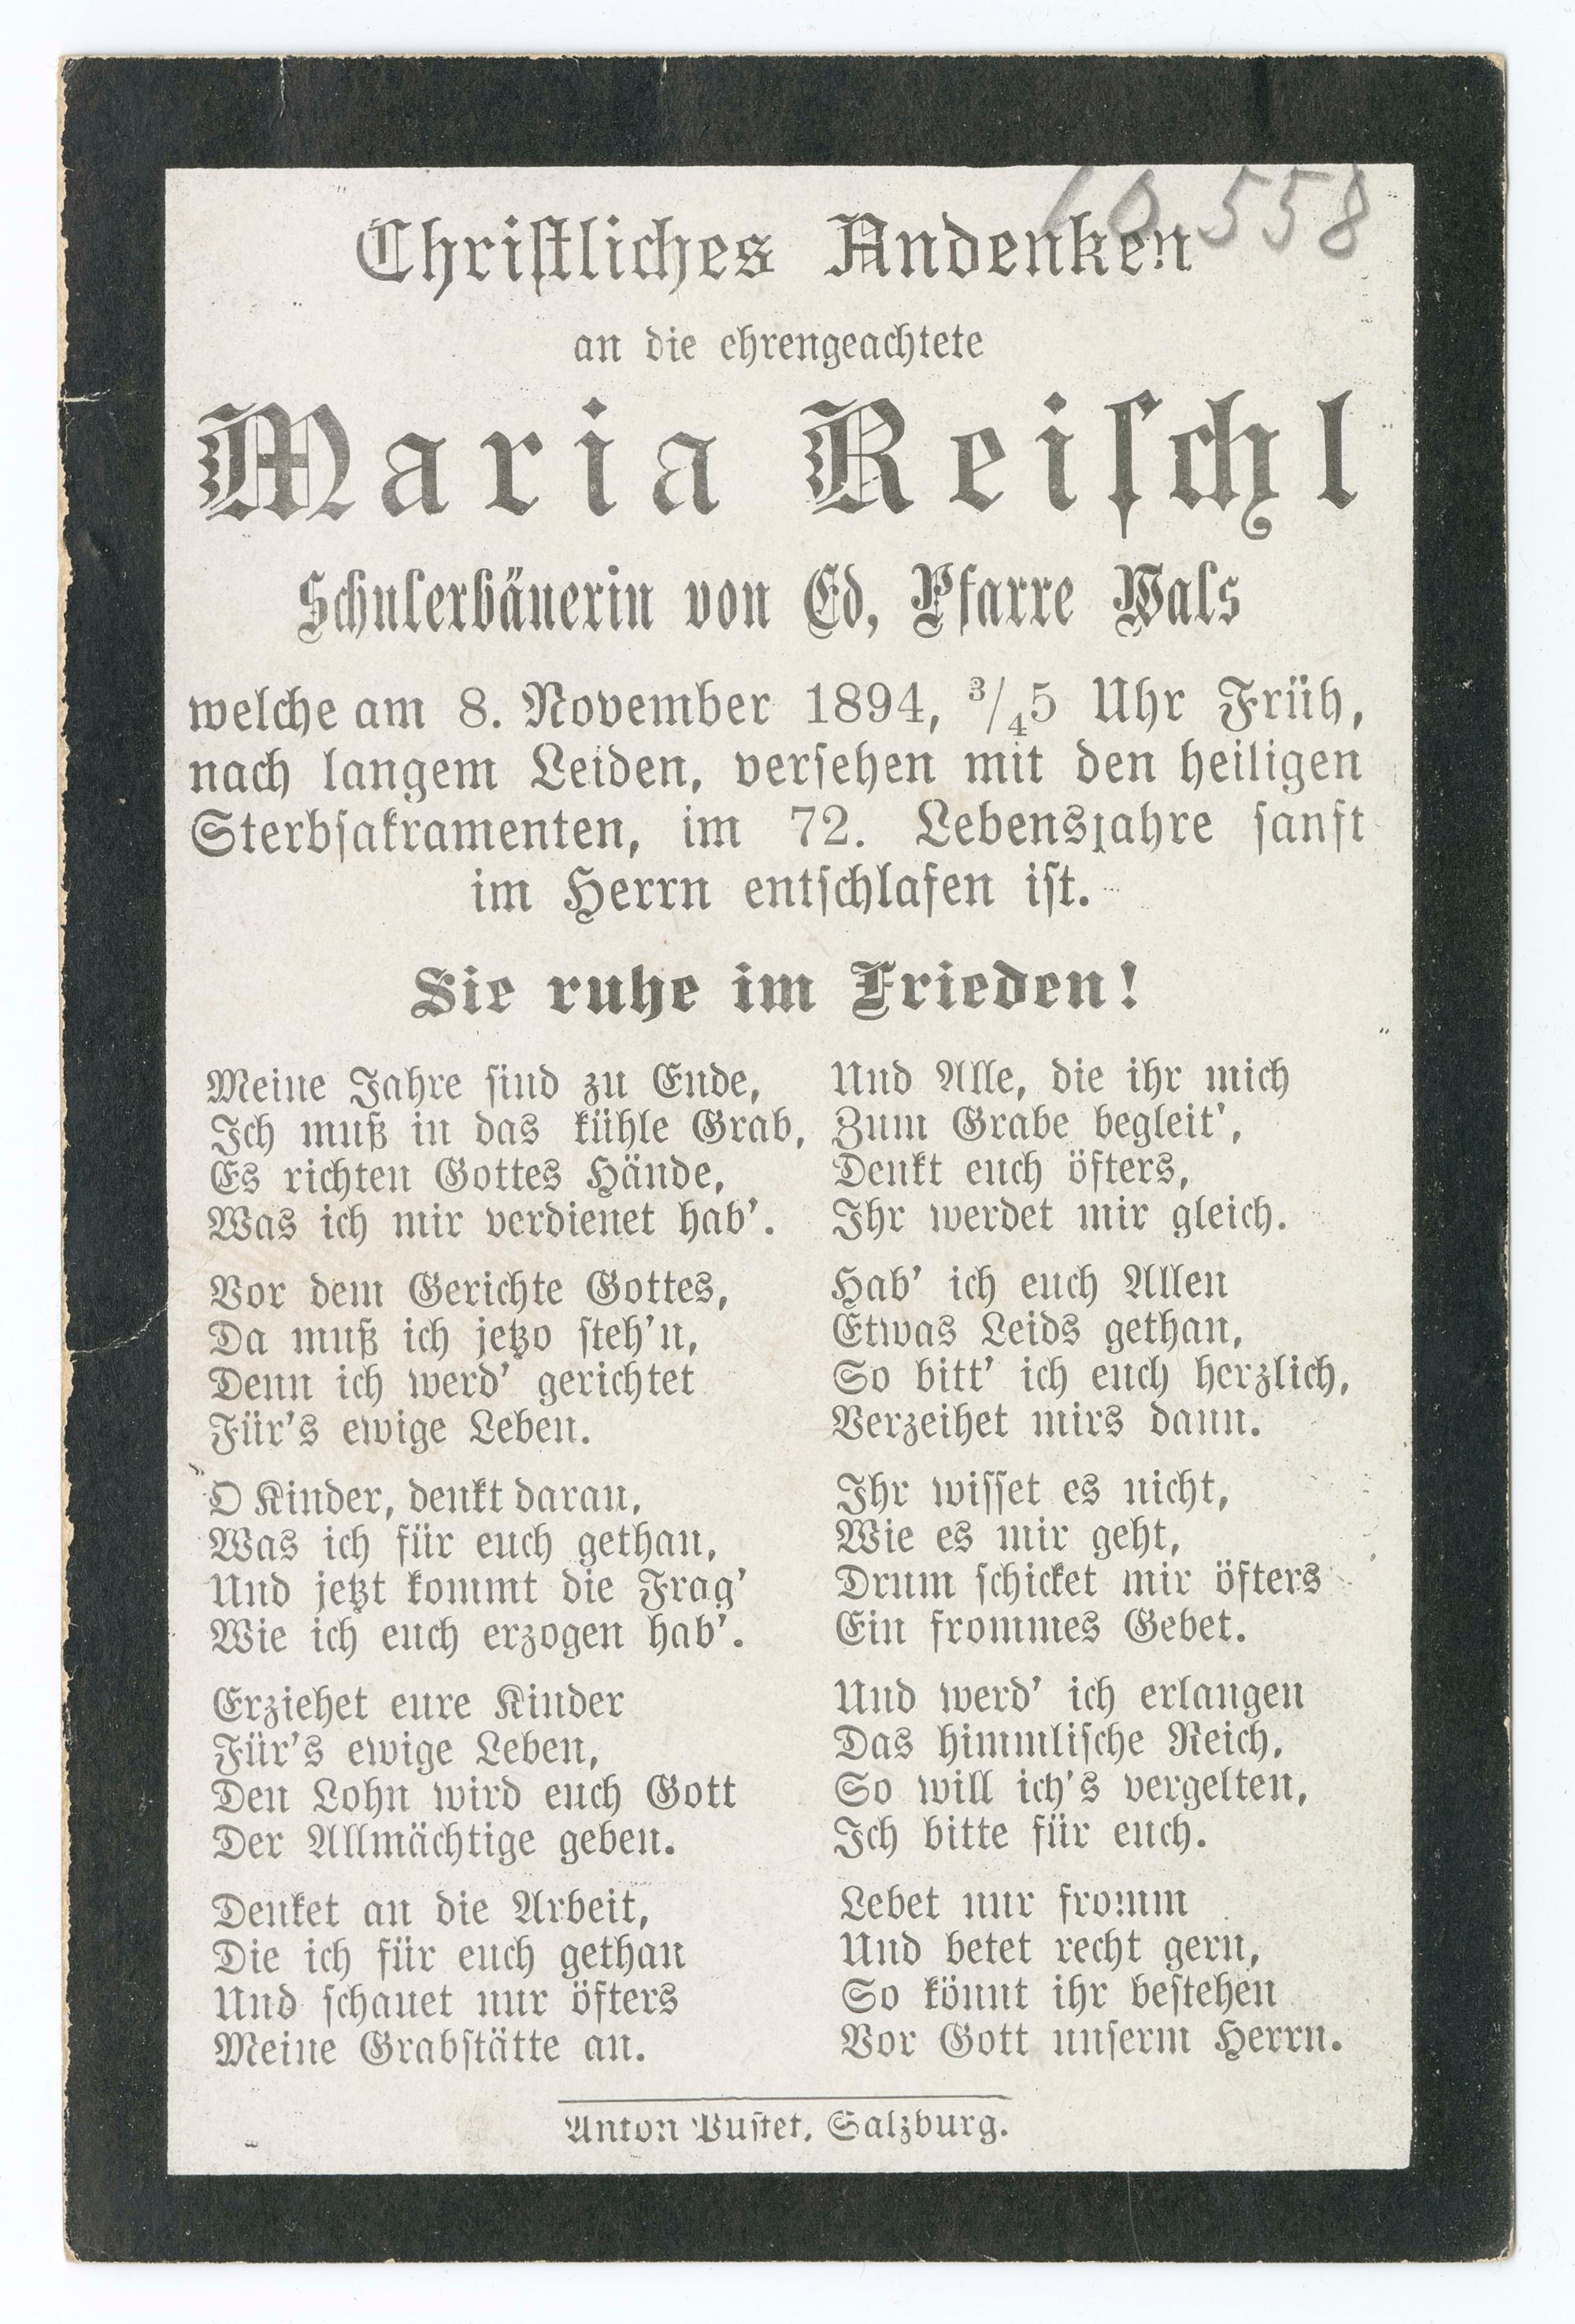 10 558
Christliches Andenken
an die ehrengeachtete
Maria Reischl
Schulerbäuerin von Ed, Pfarre Wals
welche am 8. November 1894, 3/4 5 Uhr Früh,
nach langem Leiden, versehen mit den heiligen
Sterbsakramenten, im 72. Lebensjahre sanft
im Herrn entschlafen ist.
Sie ruhe im Frieden!
Meine Jahre sind zu Ende,
Ich muß in das kühle Grab,
Es richten Gottes Hände,
Was ich mir verdienet hab'.
Vor dem Gerichte Gottes,
Da muß ich jetzo steh'n,
Denn ich werd' gerichtet
Für's ewige Leben.
O Kinder, denkt daran,
Was ich für euch gethan,
Und jetzt kommt die Frag'
Wie ich euch erzogen hab'.
Erziehet eure Kinder
Für's ewige Leben,
Den Lohn wird euch Gott
Der Allmächtige geben.
Denket an die Arbeit,
Die ich für euch gethan
Und schauet nur öfters
Meine Grabstätte an.
Und Alle, die ihr mich
Zum Grabe begleit',
Denkt euch öfters,
Ihr werdet mir gleich.
Hab' ich euch Allen
Etwas Leids gethan,
So bitt' ich euch herzlich,
Verzeihet mirs dann.
Ihr wisset es nicht,
Wie es mir geht,
Drum schicket mir öfters
Ein frommes Gebet.
Und werd' ich erlangen
Das himmlische Reich,
So will ich's vergelten,
Ich bitte für euch.
Lebet nur fromm
Und betet recht gern,
So könnt ihr bestehen
Vor Gott unserm Herrn.
Anton Pustet, Salzburg.